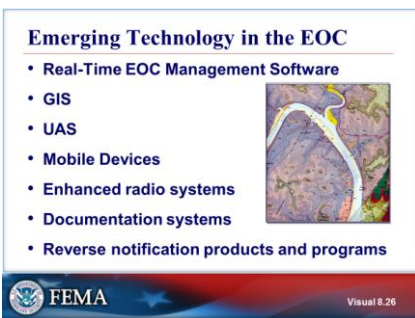 Emerging Technology in the EOC
• Real-Time EOC Management Software
• GIS
• UAS
• Mobile Devices
• Enhanced radio systems
• Documentation systems
• Reverse notification products and programs
FEMA
Visual 8.26